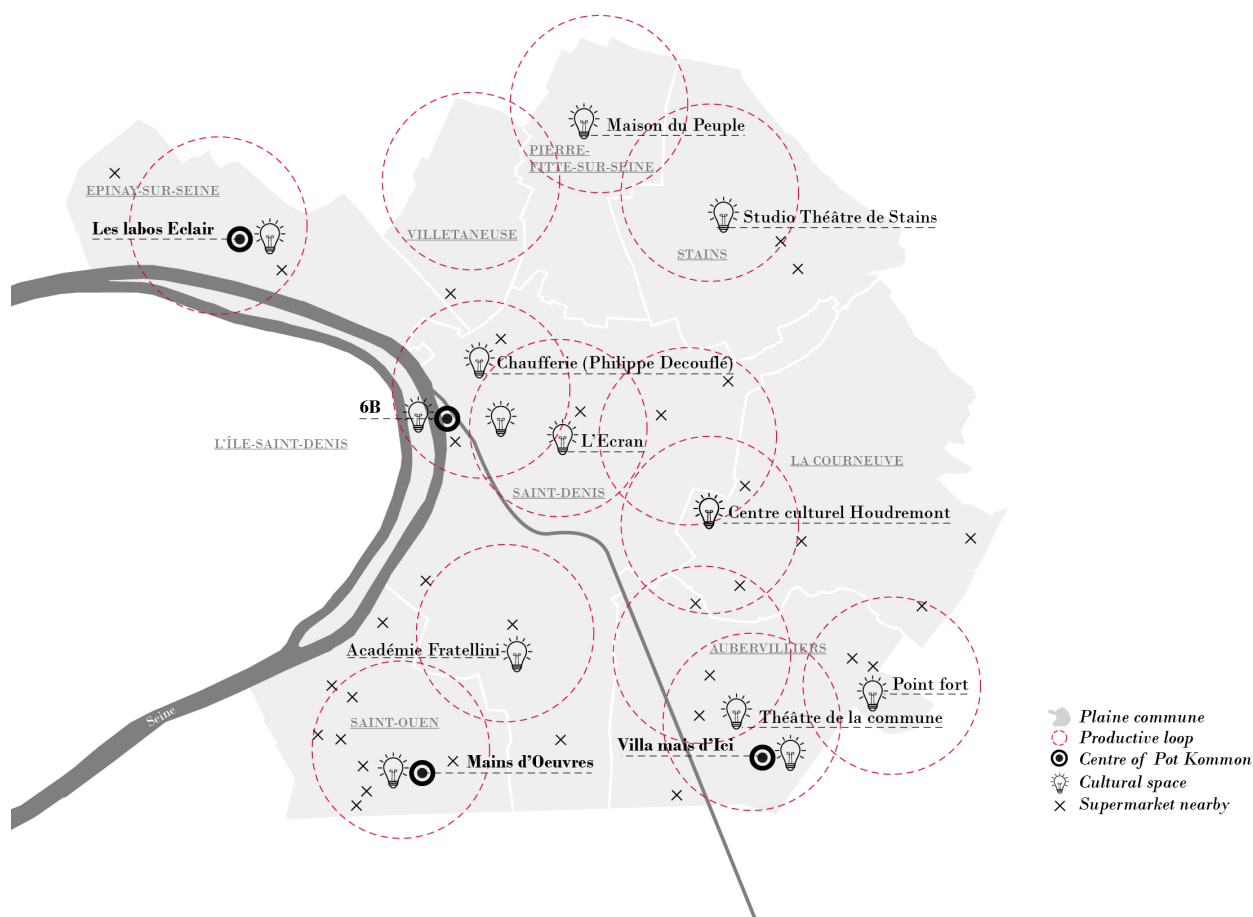 Maison du Peuple
PIERRE-
FITTE-SUR-SEINE
EPINAY-SUR-SEINE
Studio Théâtre de Stains
Les labos Eclair
VILLETANEUSE
STAINS
Chaufferie (Philippe Decouflé)
6B
L'ÎLE-SAINT-DENIS
L'Ecran
LA COURNEUVE
SAINT-DENIS
Centre culturel Houdremont
Académie Fratellini
AUBERVILLIERS
Point fort
Seine
SAINT-OUEN
Théâtre de la commune
Villa mais d'Ici
Mains d'Oeuvres
Plaine commune
Productive loop
Centre of Pot Kommon
Cultural space
Supermarket nearby